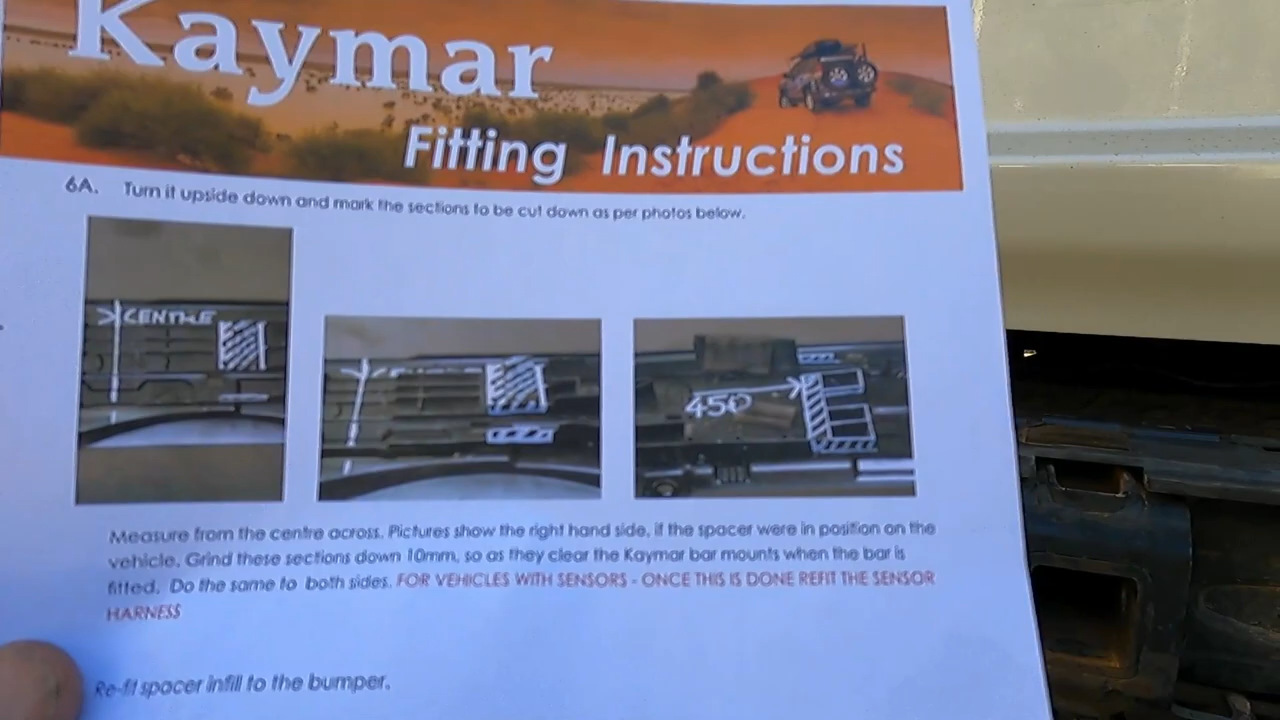 Kaymar
Fitting Instructions
6A. Turn it upside down and mark the sections to be cut down as per photos below.
CENTRE
450
Measure from the centre across. Pictures show the right hand side, if the spacer were in position on the
vehicle. Grind these sections down 10mm, so as they clear the Kaymar bar mounts when the bar is
fitted. Do the same to both sides. FOR VEHICLES WITH SENSORS - ONCE THIS IS DONE REFIT THE SENSOR
HARNESS
Re-fit spacer infill to the bumper.